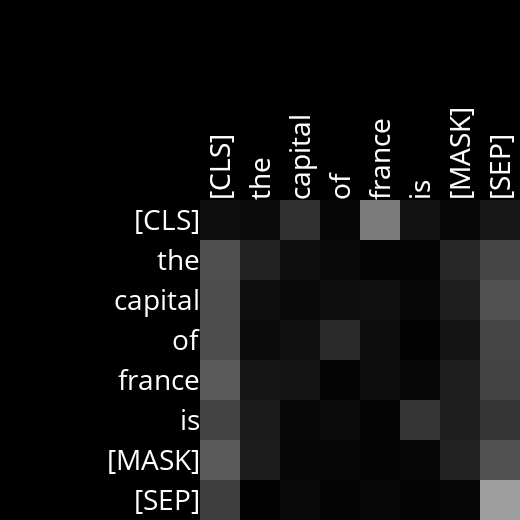 [CLS] the capital of france is [MASK] [SEP]
[CLS]
the
capital
of
france
is
[MASK]
[SEP]